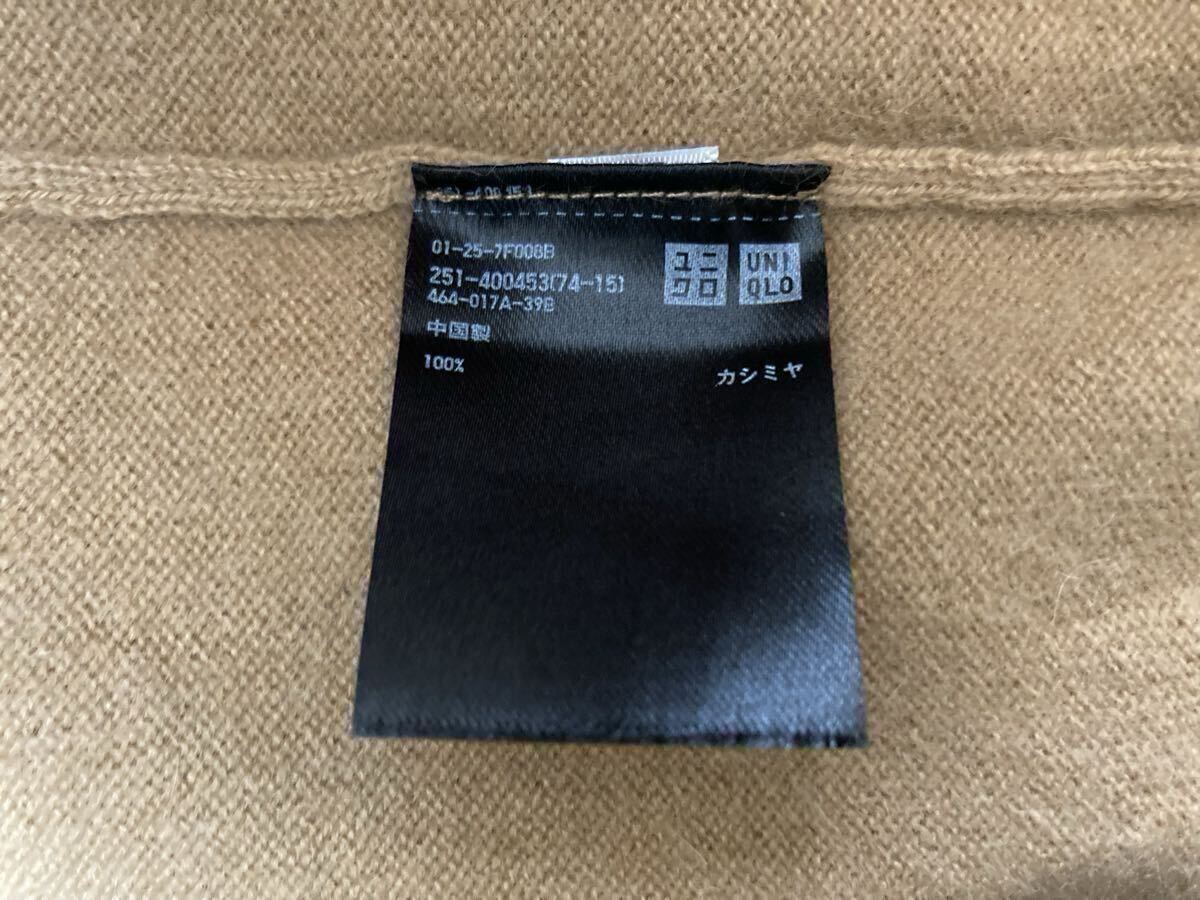 01-25-7F008B
251-400453(74-15)
464-017A-39B
中国製
100% カシミヤ
ユニ
クロ
UNI
QLO